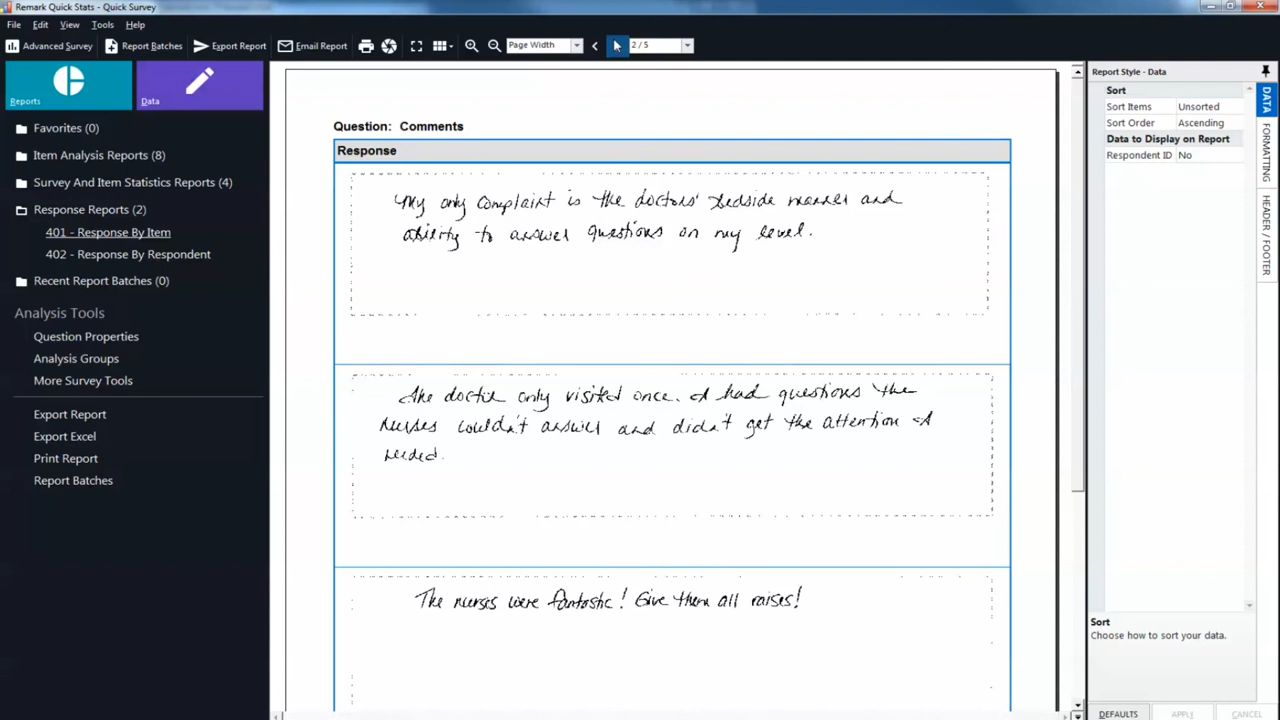 Remark Quick Stats - Quick Survey
File Edit View Tools Help
Advanced Survey Report Batches Export Report Email Report Page Width 2 / 5
Reports Data
Favorites (0)
Item Analysis Reports (8)
Survey And Item Statistics Reports (4)
Response Reports (2)
401 - Response By Item
402 - Response By Respondent
Recent Report Batches (0)
Analysis Tools
Question Properties
Analysis Groups
More Survey Tools
Export Report
Export Excel
Print Report
Report Batches
Question: Comments
Response
My only complaint is the doctors' bedside manner and
ability to answer questions on my level.
The doctor only visited once. I had questions the
nurses couldn't answer and didn't get the attention I
needed.
The nurses were fantastic! Give them all raises!
Report Style - Data
Sort
Sort Items Unsorted
Sort Order Ascending
Data to Display on Report
Respondent ID No
DATA
FORMATTING
HEADER / FOOTER
Sort
Choose how to sort your data.
DEFAULTS APPLY CANCEL